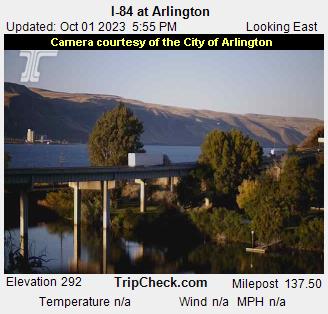 I-84 at Arlington
Updated: Oct 01 2023 5:55 PM Looking East
Camera courtesy of the City of Arlington
Elevation 292 TripCheck.com Milepost 137.50
Temperature n/a Wind n/a MPH n/a